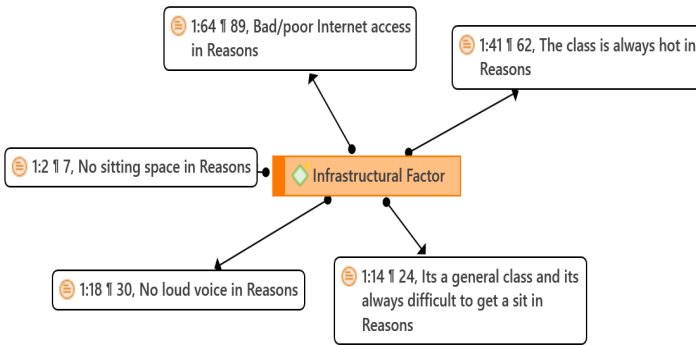 1:64 ¶ 89, Bad/poor Internet access
in Reasons
1:41 ¶ 62, The class is always hot in
Reasons
1:2 ¶ 7, No sitting space in Reasons
Infrastructural Factor
1:18 ¶ 30, No loud voice in Reasons
1:14 ¶ 24, Its a general class and its
always difficult to get a sit in
Reasons